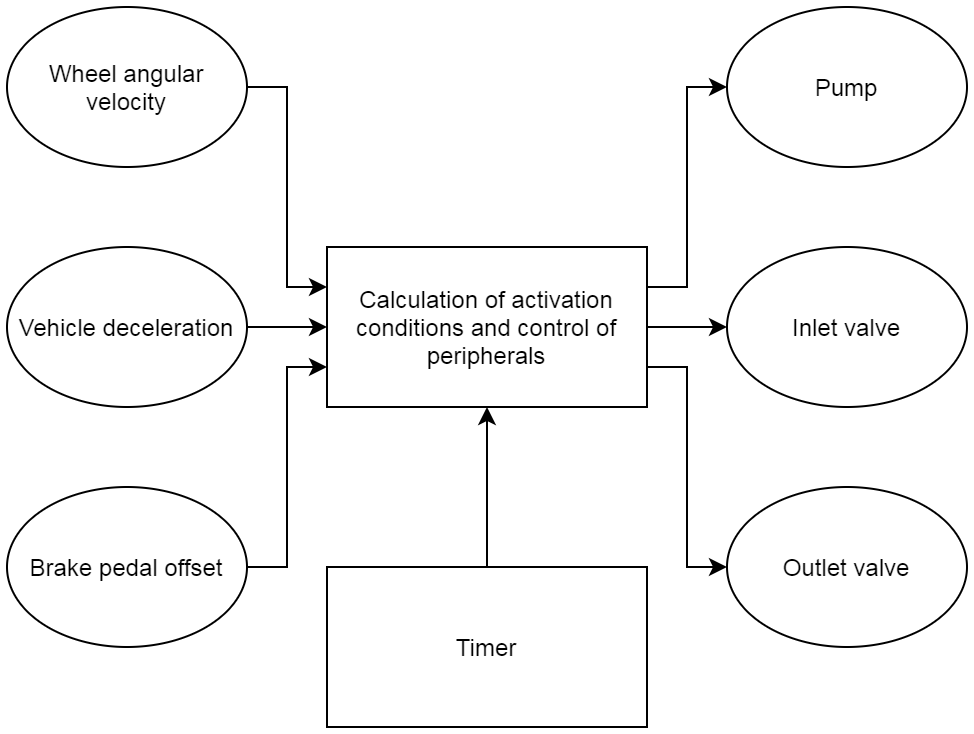 Wheel angular
velocity
Pump
Vehicle deceleration
Calculation of activation
conditions and control of
peripherals
Inlet valve
Brake pedal offset
Outlet valve
Timer